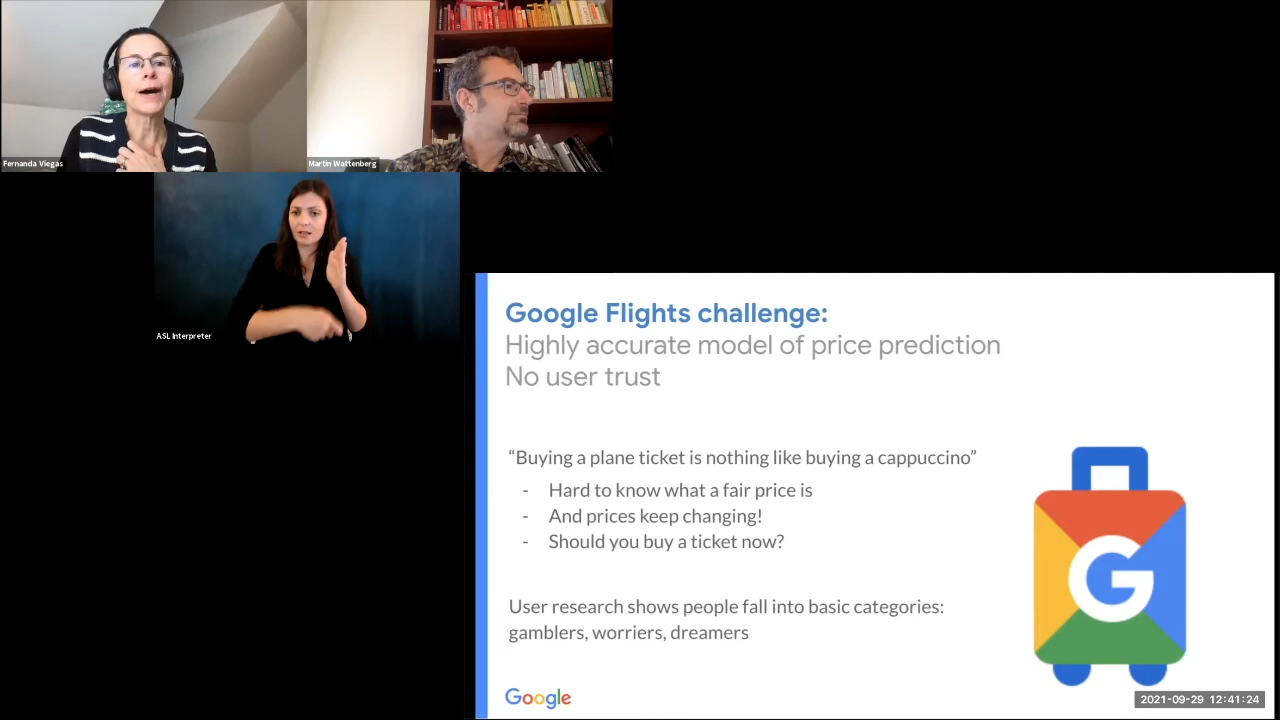 Fernanda Viegas
Martin Wattenberg
ASL Interpreter
Google Flights challenge:
Highly accurate model of price prediction
No user trust
“Buying a plane ticket is nothing like buying a cappuccino”
- Hard to know what a fair price is
- And prices keep changing!
- Should you buy a ticket now?
User research shows people fall into basic categories:
gamblers, worriers, dreamers
G
Google
2021-09-29 12:41:24